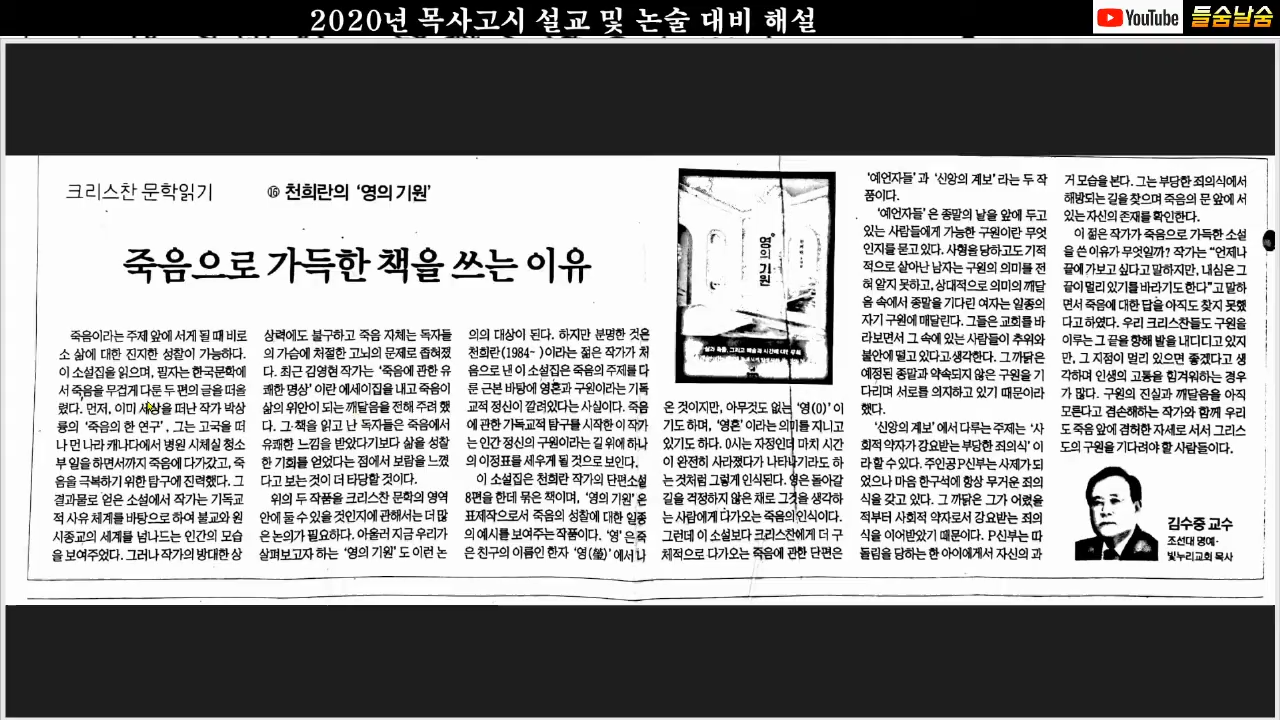 2020년 목사고시 설교 및 논술 대비 해설
YouTube 들숨날숨
크리스찬 문학읽기
⑯ 천희란의 '영의 기원'
죽음으로 가득한 책을 쓰는 이유
죽음이라는 주제 앞에 서게 될 때 비로
소 삶에 대한 진지한 성찰이 가능하다.
이 소설집을 읽으며, 필자는 한국문학에
서 죽음을 무겁게 다룬 두 편의 글을 떠올
렸다. 먼저, 이미 세상을 떠난 작가 박상
륭의 '죽음의 한 연구', 그는 고국을 떠
나 먼 나라 캐나다에서 병원 시체실 청소
부 일을 하면서까지 죽음에 다가갔고, 죽
음을 극복하기 위한 탐구에 진력했다. 그
결과물로 얻은 소설에서 작가는 기독교
적 사유 체계를 바탕으로 하여 불교와 원
시종교의 세계를 넘나드는 인간의 모습
을 보여주었다. 그러나 작가의 방대한 상
상력에도 불구하고 죽음 자체는 독자들
의 가슴에 처절한 고뇌의 문제로 좁혀졌
다. 최근 김영현 작가는 '죽음에 관한 유
쾌한 명상' 이란 에세이집을 내고 죽음이
삶의 위안이 되는 깨달음을 전해 주려 했
다. 그 책을 읽고 난 독자들은 죽음에서
유쾌한 느낌을 받았다기보다 삶을 성찰
한 기회를 얻었다는 점에서 보람을 느꼈
다고 보는 것이 더 타당할 것이다.
위의 두 작품을 크리스찬 문학의 영역
안에 둘 수 있을 것인지에 관해서는 더 많
은 논의가 필요하다. 아울러 지금 우리가
살펴보고자 하는 '영의 기원' 도 이런 논
의의 대상이 된다. 하지만 분명한 것은
천희란(1984- )이라는 젊은 작가가 처
음으로 낸 이 소설집은 죽음의 주제를 다
룬 근본 바탕에 영혼과 구원이라는 기독
교적 정신이 깔려있다는 사실이다. 죽음
에 관한 기독교적 탐구를 시작한 이 작가
는 인간 정신의 구원이라는 길 위에 하나
의 이정표를 세우게 될 것으로 보인다.
이 소설집은 천희란 작가의 단편소설
8편을 한데 묶은 책이며, '영의 기원'은
표제작으로서 죽음의 성찰에 대한 일종
의 예시를 보여주는 작품이다. '영' 은 죽
은 친구의 이름인 한자 '영(塋)' 에서 나
영의 기원
온 것이지만, 아무것도 없는 '영(0)' 이
기도 하며, '영혼' 이라는 의미를 지니고
있기도 하다. 0시는 자정인데 마치 시간
이 완전히 사라졌다가 나타나기라도 하
는 것처럼 그렇게 인식된다. 영은 돌아갈
길을 걱정하지 않은 채로 그것을 생각하
는 사람에게 다가오는 죽음의 인식이다.
그런데 이 소설보다 크리스찬에게 더 구
체적으로 다가오는 죽음에 관한 단편은
'예언자들' 과 '신앙의 계보' 라는 두 작
품이다.
'예언자들' 은 종말의 날을 앞에 두고
있는 사람들에게 가능한 구원이란 무엇
인지를 묻고 있다. 사형을 당하고도 기적
적으로 살아난 남자는 구원의 의미를 전
혀 알지 못하고, 상대적으로 의미의 깨달
음 속에서 종말을 기다린 여자는 일종의
자기 구원에 매달린다. 그들은 교회를 바
라보면서 그 속에 있는 사람들이 추위와
불안에 떨고 있다고 생각한다. 그 까닭은
예정된 종말과 약속되지 않은 구원을 기
다리며 서로를 의지하고 있기 때문이라
했다.
'신앙의 계보' 에서 다루는 주제는 '사
회적 약자가 강요받는 부당한 죄의식' 이
라 할 수 있다. 주인공 P신부는 사제가 되
었으나 마음 한구석에 항상 무거운 죄의
식을 갖고 있다. 그 까닭은 그가 어렸을
적부터 사회적 약자로서 강요받는 죄의
식을 이어받았기 때문이다. P신부는 따
돌림을 당하는 한 아이에게서 자신의 과
거 모습을 본다. 그는 부당한 죄의식에서
해방되는 길을 찾으며 죽음의 문 앞에 서
있는 자신의 존재를 확인한다.
이 젊은 작가가 죽음으로 가득한 소설
을 쓴 이유가 무엇일까? 작가는 "언제나
끝에 가보고 싶다고 말하지만, 내심은 그
끝이 멀리 있기를 바라기도 한다"고 말하
면서 죽음에 대한 답을 아직도 찾지 못했
다고 하였다. 우리 크리스찬들도 구원을
이루는 그 끝을 향해 발을 내디디고 있지
만, 그 지점이 멀리 있으면 좋겠다고 생
각하며 인생의 고통을 힘겨워하는 경우
가 많다. 구원의 진실과 깨달음을 아직
모른다고 겸손해하는 작가와 함께 우리
도 죽음 앞에 겸허한 자세로 서서 그리스
도의 구원을 기다려야 할 사람들이다.
김수중 교수
조선대 명예·
빛누리교회 목사